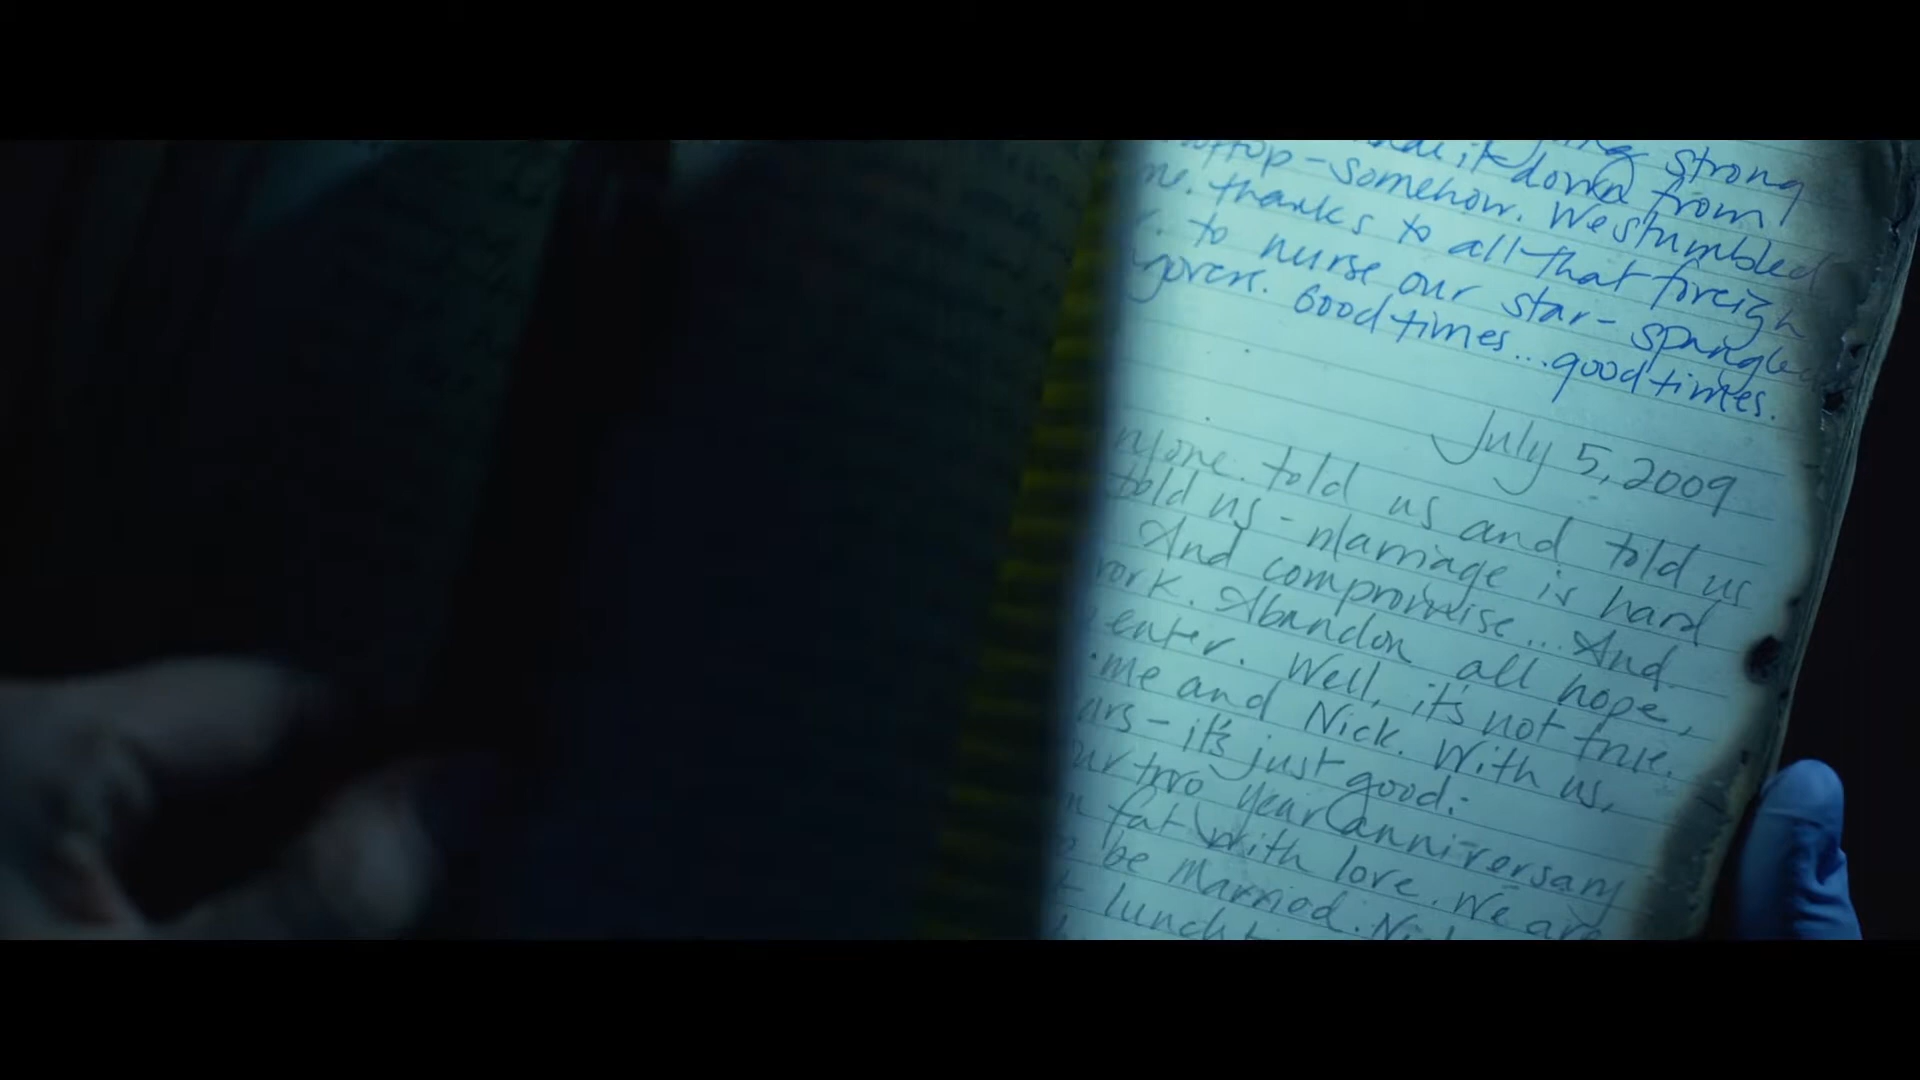 strong
down from
somehow. We stumbled
thanks to all that foreign
to nurse our star-spangled
Good times... good times.
July 5, 2009
told us and told us
told us - marriage is hard
And compromise... And
Abandon all hope,
enter. Well, it's not true.
me and Nick. With us,
it's just good.
two year anniversary
fat with love. We are
be married.
lunch